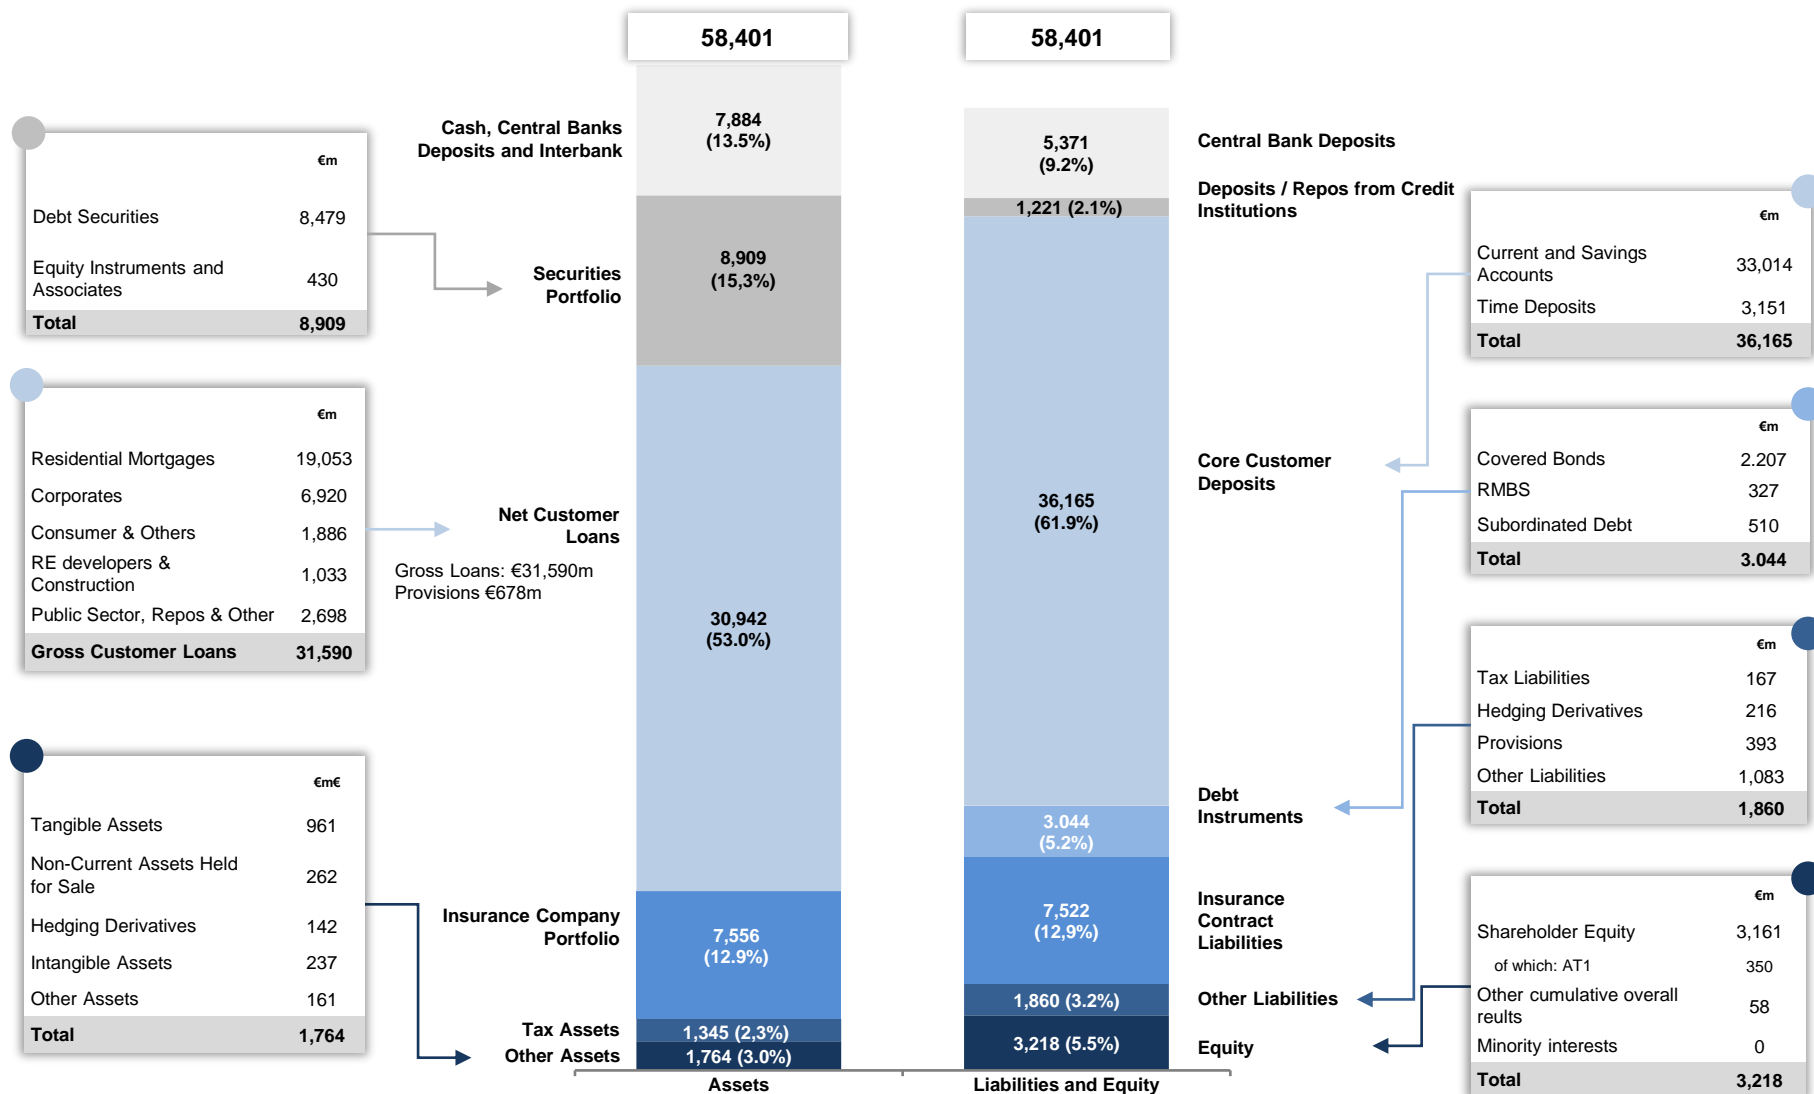 58,401
58,401
€m
Debt Securities 8,479
Equity Instruments and
Associates 430
Total 8,909
€m
Residential Mortgages 19,053
Corporates 6,920
Consumer & Others 1,886
RE developers &
Construction 1,033
Public Sector, Repos & Other 2,698
Gross Customer Loans 31,590
€m€
Tangible Assets 961
Non-Current Assets Held
for Sale 262
Hedging Derivatives 142
Intangible Assets 237
Other Assets 161
Total 1,764
Cash, Central Banks
Deposits and Interbank
Securities
Portfolio
Net Customer
Loans
Gross Loans: €31,590m
Provisions €678m
Insurance Company
Portfolio
Tax Assets
Other Assets
7,884
(13.5%)
8,909
(15,3%)
30,942
(53.0%)
7,556
(12.9%)
1,345 (2,3%)
1,764 (3.0%)
Assets
5,371
(9.2%)
1,221 (2.1%)
36,165
(61.9%)
3.044
(5.2%)
7,522
(12,9%)
1,860 (3.2%)
3,218 (5.5%)
Liabilities and Equity
Central Bank Deposits
Deposits / Repos from Credit
Institutions
Core Customer
Deposits
Debt
Instruments
Insurance
Contract
Liabilities
Other Liabilities
Equity
€m
Current and Savings
Accounts 33,014
Time Deposits 3,151
Total 36,165
€m
Covered Bonds 2.207
RMBS 327
Subordinated Debt 510
Total 3.044
€m
Tax Liabilities 167
Hedging Derivatives 216
Provisions 393
Other Liabilities 1,083
Total 1,860
€m
Shareholder Equity 3,161
of which: AT1 350
Other cumulative overall
reults 58
Minority interests 0
Total 3,218